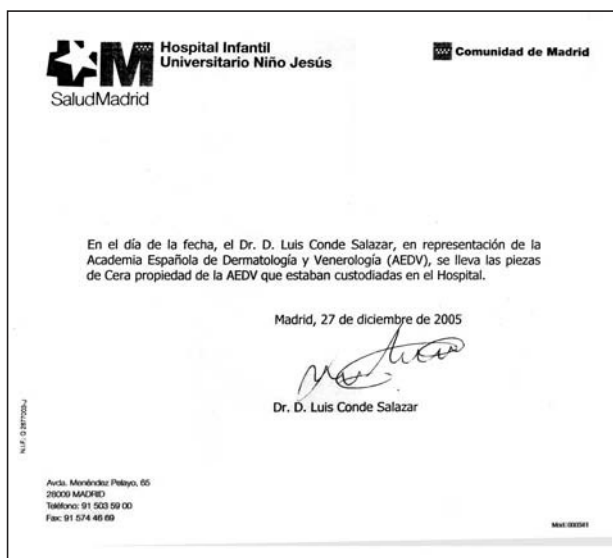 Hospital Infantil
Universitario Niño Jesús
Comunidad de Madrid
SaludMadrid
En el día de la fecha, el Dr. D. Luis Conde Salazar, en representación de la
Academia Española de Dermatología y Venerología (AEDV), se lleva las piezas
de Cera propiedad de la AEDV que estaban custodiadas en el Hospital.
Madrid, 27 de diciembre de 2005
Dr. D. Luis Conde Salazar
Avda. Menéndez Pelayo, 65
28009 MADRID
Teléfono: 91 503 59 00
Fax: 91 574 46 69